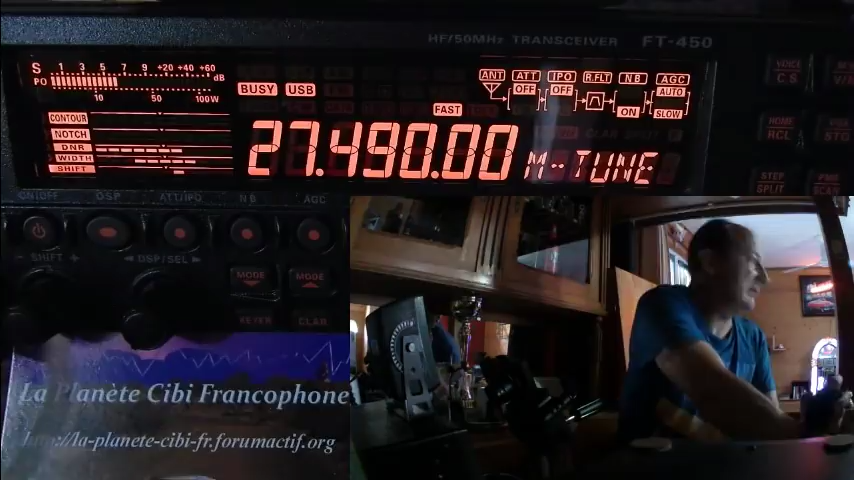 HF/50MHz TRANSCEIVER FT-450
S 1 3 5 7 9 +20 +40 +60 dB
PO 10 50 100W
BUSY USB
ANT ATT IPO R.FLT N B AGC
OFF OFF ON AUTO SLOW
FAST
CONTOUR
NOTCH
DNR
WIDTH
SHIFT
27.490.00 M-TUNE
VOICE
C S
HOME
RCL
STEP
SPLIT
SCAN
ON/OFF DSP ATT/IPO N B AGC
- SHIFT + ◄DSP/SEL►
MODE MODE
KEYER CLAR
La Planète Cibi Francophone
http://la-planete-cibi-fr.forumactif.org